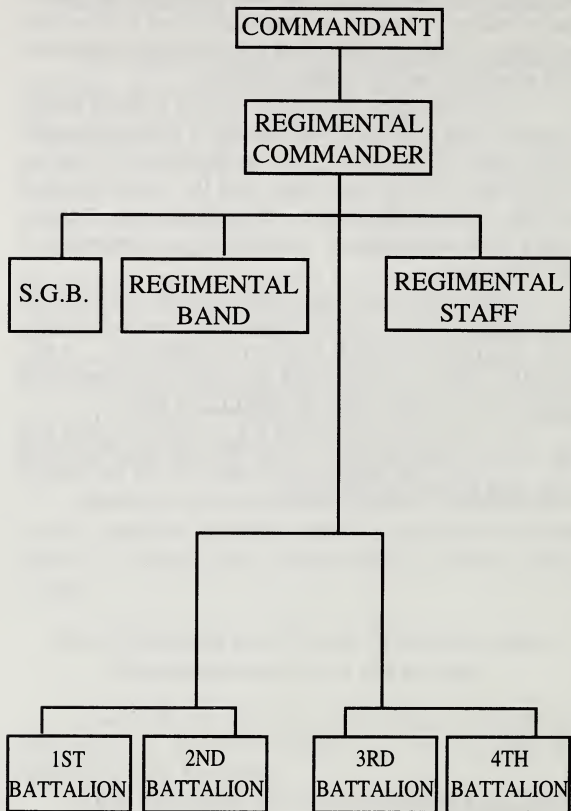 COMMANDANT
REGIMENTAL
COMMANDER
S.G.B.
REGIMENTAL
BAND
REGIMENTAL
STAFF
1ST
BATTALION
2ND
BATTALION
3RD
BATTALION
4TH
BATTALION